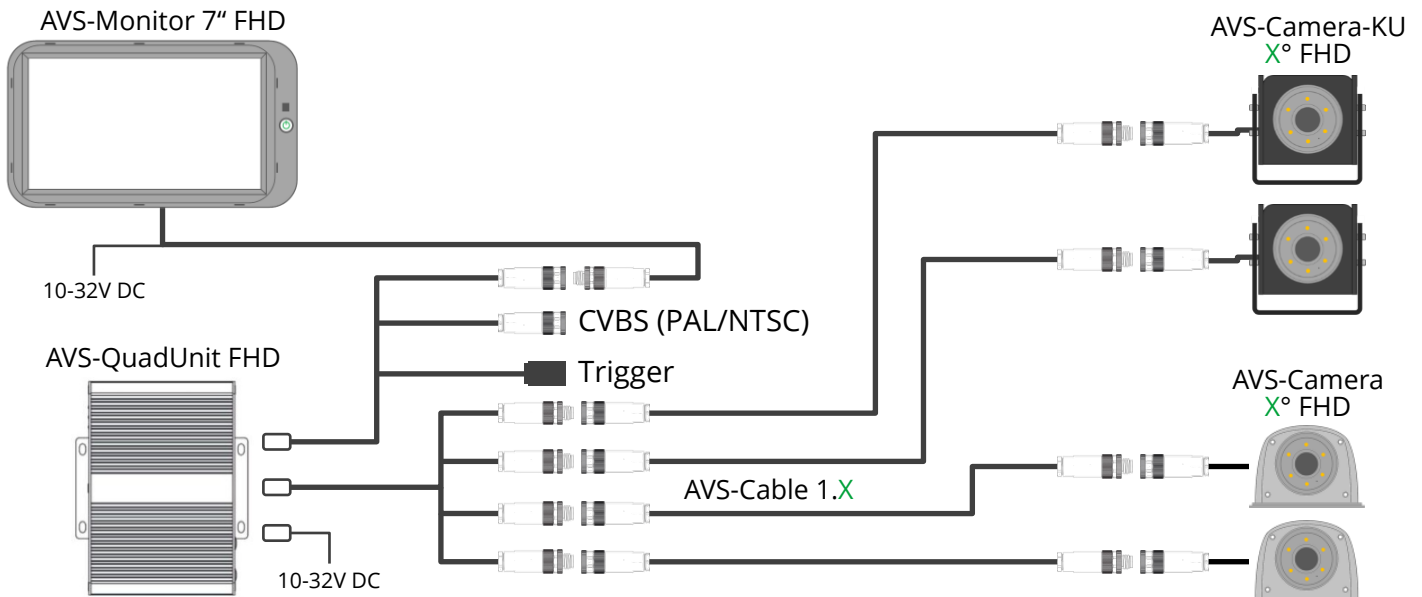 AVS-Monitor 7“ FHD
AVS-Camera-KU
X° FHD
10-32V DC
CVBS (PAL/NTSC)
AVS-QuadUnit FHD
Trigger
AVS-Camera
X° FHD
AVS-Cable 1.X
10-32V DC